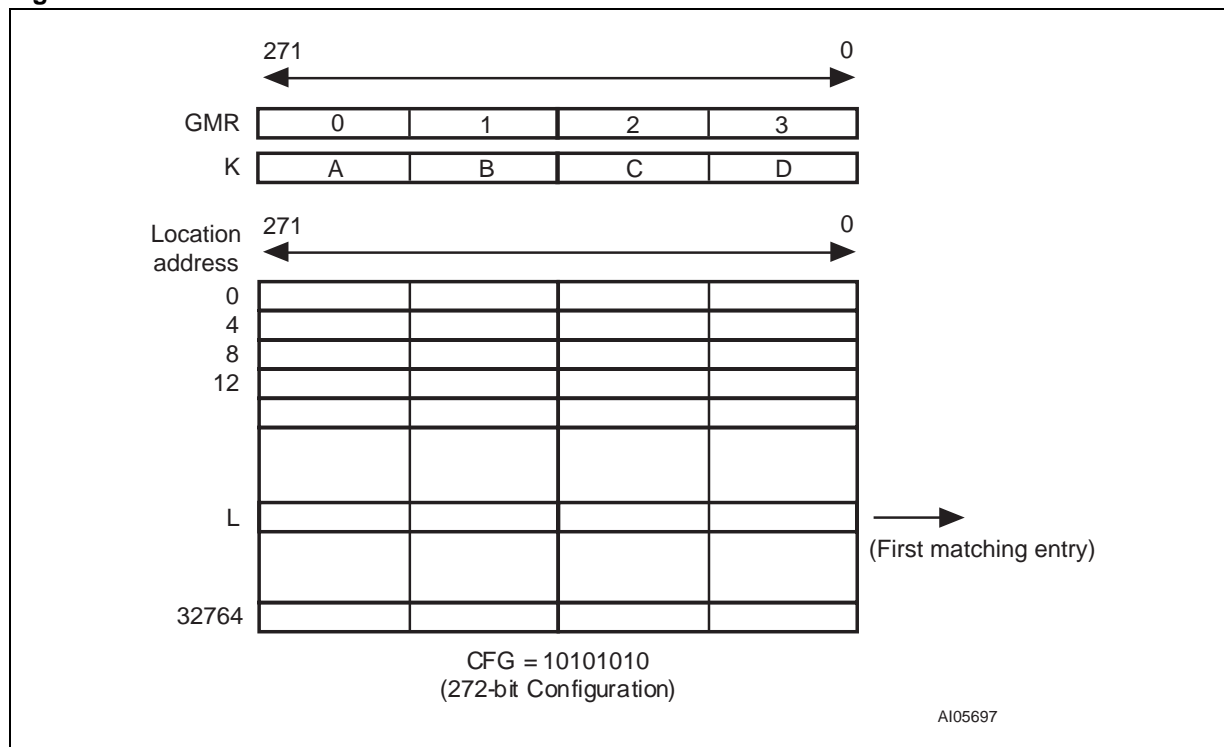 271 0
GMR 0 1 2 3
K A B C D
271 0
Location
address
0
4
8
12
L
(First matching entry)
32764
CFG = 10101010
(272-bit Configuration)
AI05697